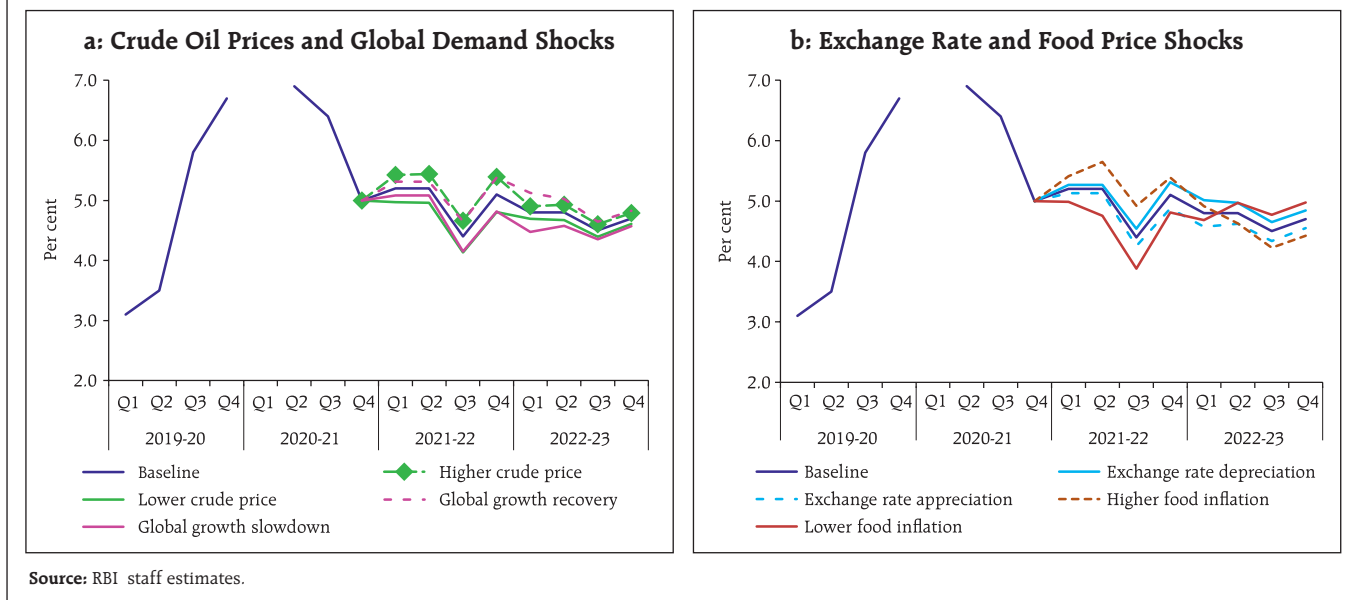 a: Crude Oil Prices and Global Demand Shocks
7.0
6.0
5.0
4.0
3.0
2.0
Per cent
Q1 Q2 Q3 Q4 Q1 Q2 Q3 Q4 Q1 Q2 Q3 Q4 Q1 Q2 Q3 Q4
2019-20 2020-21 2021-22 2022-23
Baseline Higher crude price
Lower crude price Global growth recovery
Global growth slowdown
b: Exchange Rate and Food Price Shocks
7.0
6.0
5.0
4.0
3.0
2.0
Per cent
Q1 Q2 Q3 Q4 Q1 Q2 Q3 Q4 Q1 Q2 Q3 Q4 Q1 Q2 Q3 Q4
2019-20 2020-21 2021-22 2022-23
Baseline Exchange rate depreciation
Exchange rate appreciation Higher food inflation
Lower food inflation
Source: RBI staff estimates.